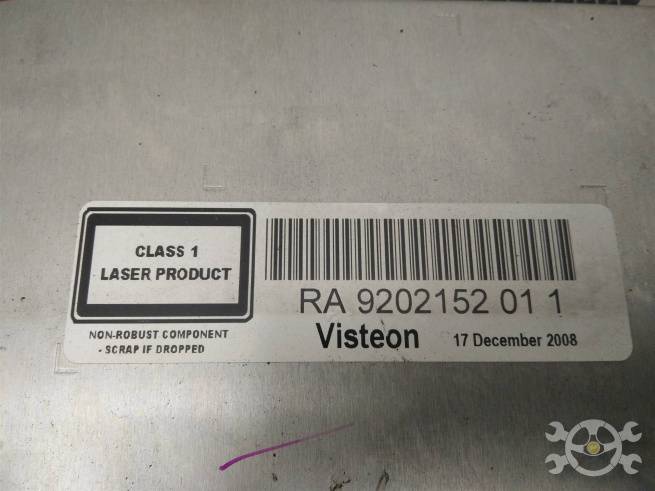 CLASS 1
LASER PRODUCT
NON-ROBUST COMPONENT
- SCRAP IF DROPPED
RA 9202152 01 1
Visteon 17 December 2008